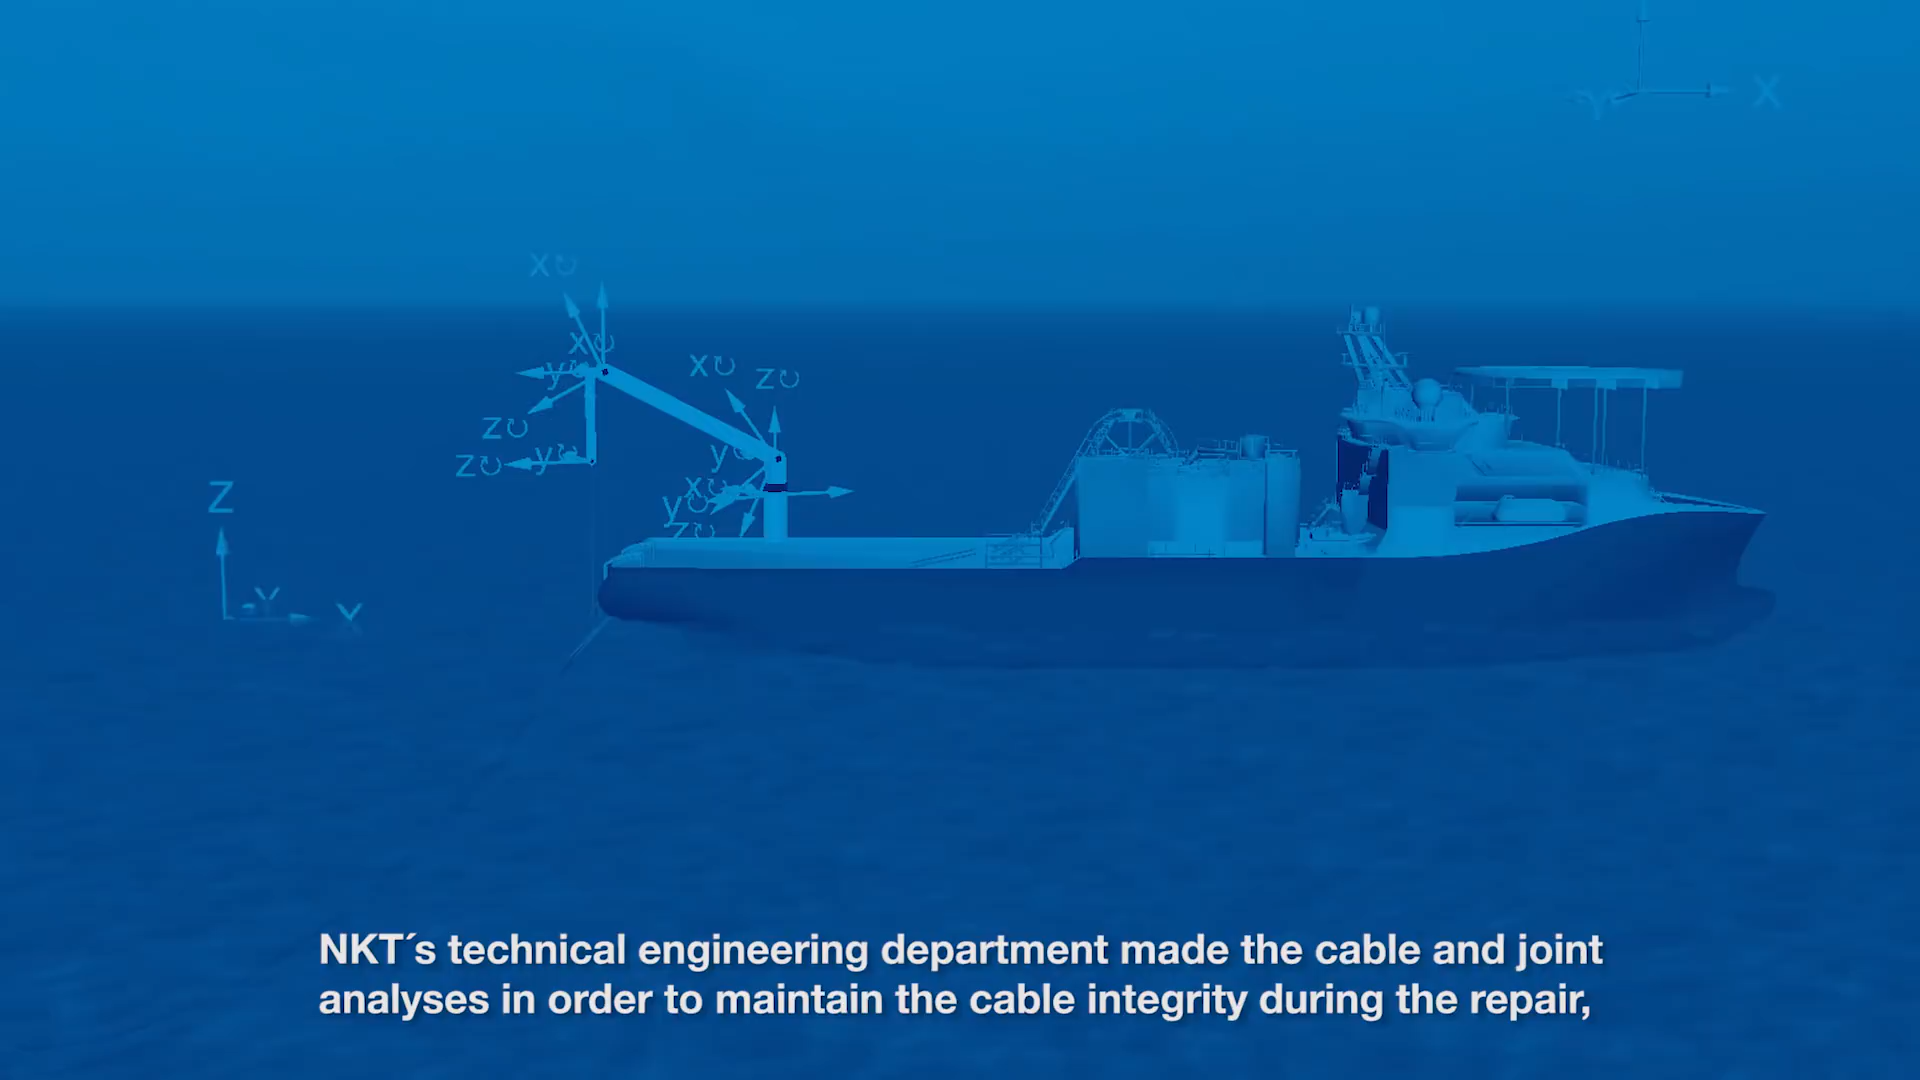 X
X
X
y
X
Z
Z
y
Z
y
X
y
Z
Z
Y
NKT´s technical engineering department made the cable and joint
analyses in order to maintain the cable integrity during the repair,